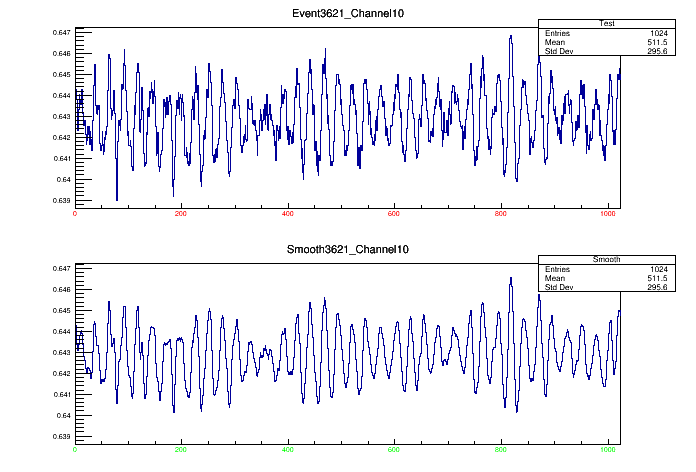 Event3621_Channel10
Test
Entries 1024
Mean 511.5
Std Dev 295.6
0.647
0.646
0.645
0.644
0.643
0.642
0.641
0.64
0.639
0 200 400 600 800 1000
Smooth3621_Channel10
Smooth
Entries 1024
Mean 511.5
Std Dev 295.6
0.647
0.646
0.645
0.644
0.643
0.642
0.641
0.64
0.639
0 200 400 600 800 1000